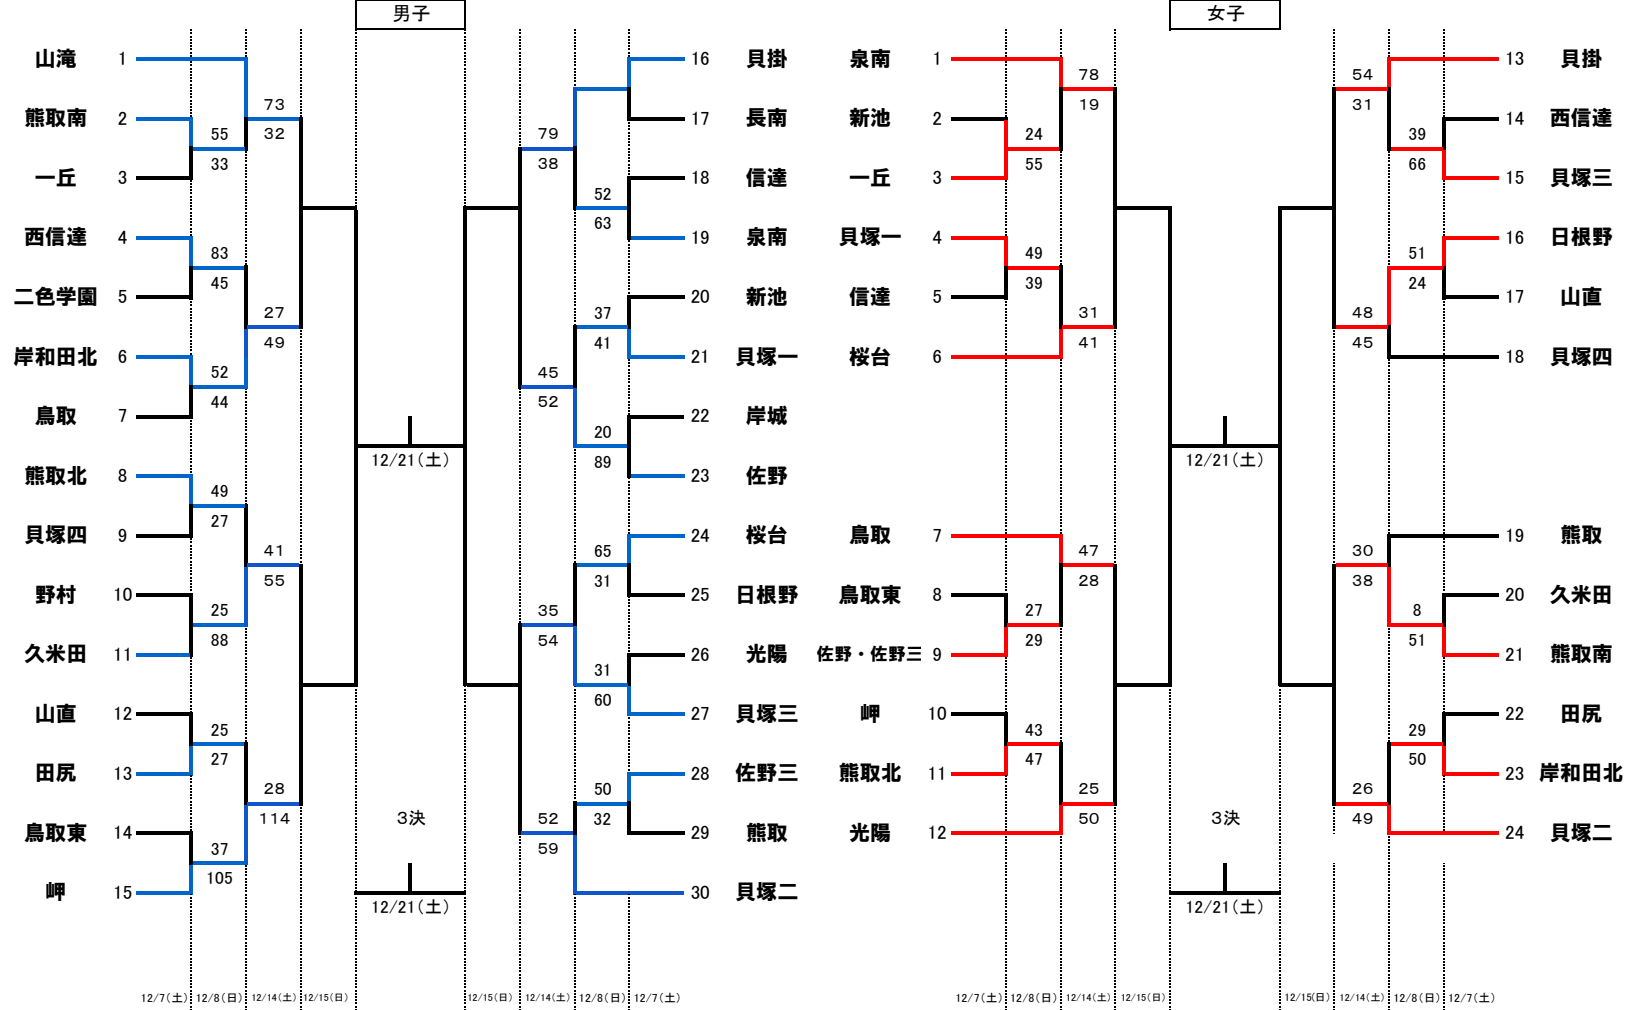 男子
山滝 1
熊取南 2
一丘 3
西信達 4
二色学園 5
岸和田北 6
鳥取 7
熊取北 8
貝塚四 9
野村 10
久米田 11
山直 12
田尻 13
鳥取東 14
岬 15
55
33
83
45
52
44
49
27
25
88
25
27
37
105
73
32
27
49
41
55
28
114
12/21(土)
3決
12/21(土)
79
38
45
52
35
54
52
59
52
63
37
41
20
89
65
31
31
60
50
32
16 貝掛
17 長南
18 信達
19 泉南
20 新池
21 貝塚一
22 岸城
23 佐野
24 桜台
25 日根野
26 光陽
27 貝塚三
28 佐野三
29 熊取
30 貝塚二
12/7(土) 12/8(日) 12/14(土) 12/15(日) 12/15(日) 12/14(土) 12/8(日) 12/7(土)
女子
泉南 1
新池 2
一丘 3
貝塚一 4
信達 5
桜台 6
鳥取 7
鳥取東 8
佐野・佐野三 9
岬 10
熊取北 11
光陽 12
24
55
49
39
27
29
43
47
78
19
31
41
47
28
25
50
12/21(土)
3決
12/21(土)
54
31
48
45
30
38
26
49
39
66
51
24
8
51
29
50
13 貝掛
14 西信達
15 貝塚三
16 日根野
17 山直
18 貝塚四
19 熊取
20 久米田
21 熊取南
22 田尻
23 岸和田北
24 貝塚二
12/7(土) 12/8(日) 12/14(土) 12/15(日) 12/15(日) 12/14(土) 12/8(日) 12/7(土)